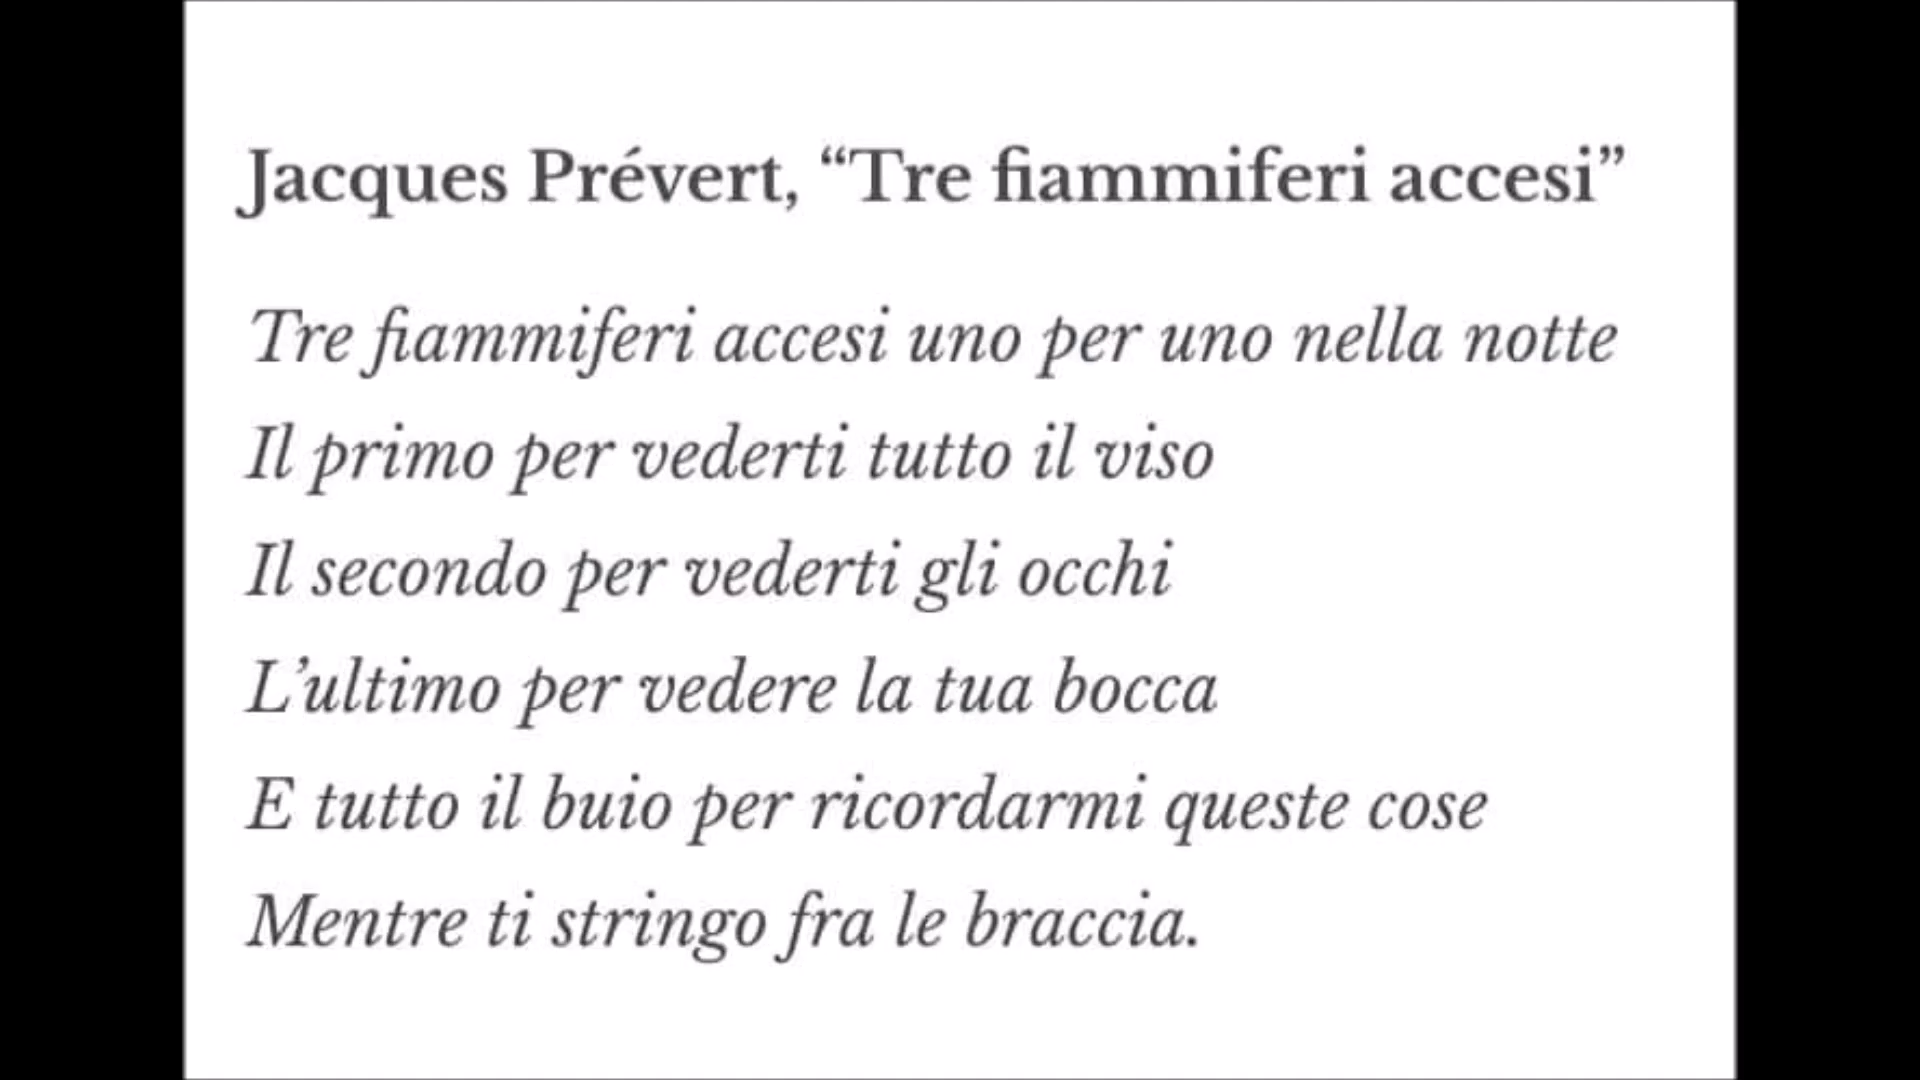 Jacques Prévert, “Tre fiammiferi accesi”
Tre fiammiferi accesi uno per uno nella notte
Il primo per vederti tutto il viso
Il secondo per vederti gli occhi
L’ultimo per vedere la tua bocca
E tutto il buio per ricordarmi queste cose
Mentre ti stringo fra le braccia.